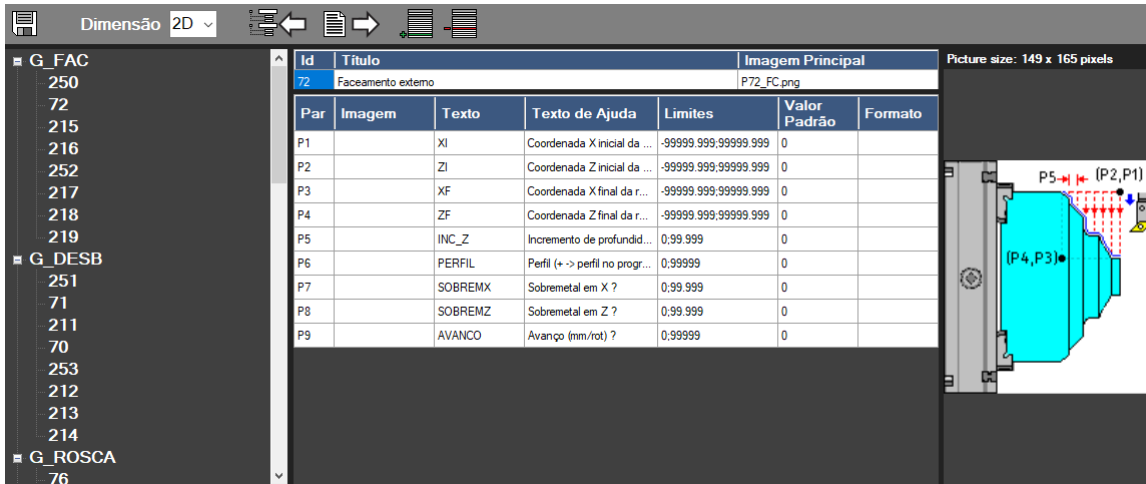 Dimensão 2D
G_FAC
250
72
215
216
252
217
218
219
G_DESB
251
71
211
70
253
212
213
214
G_ROSCA
76
Id Título Imagem Principal
72 Faceamento externo P72_FC.png
Par Imagem Texto Texto de Ajuda Limites Valor Padrão Formato
P1 XI Coordenada X inicial da ... -99999.999;99999.999 0
P2 ZI Coordenada Z inicial da ... -99999.999;99999.999 0
P3 XF Coordenada X final da r... -99999.999;99999.999 0
P4 ZF Coordenada Z final da r... -99999.999;99999.999 0
P5 INC_Z Incremento de profundid... 0;99.999 0
P6 PERFIL Perfil (+ -> perfil no progr... 0;99999 0
P7 SOBREMX Sobremetal em X ? 0;99.999 0
P8 SOBREMZ Sobremetal em Z ? 0;99.999 0
P9 AVANCO Avanço (mm/rot) ? 0;99999 0
Picture size: 149 x 165 pixels
P5 (P2,P1)
(P4,P3)